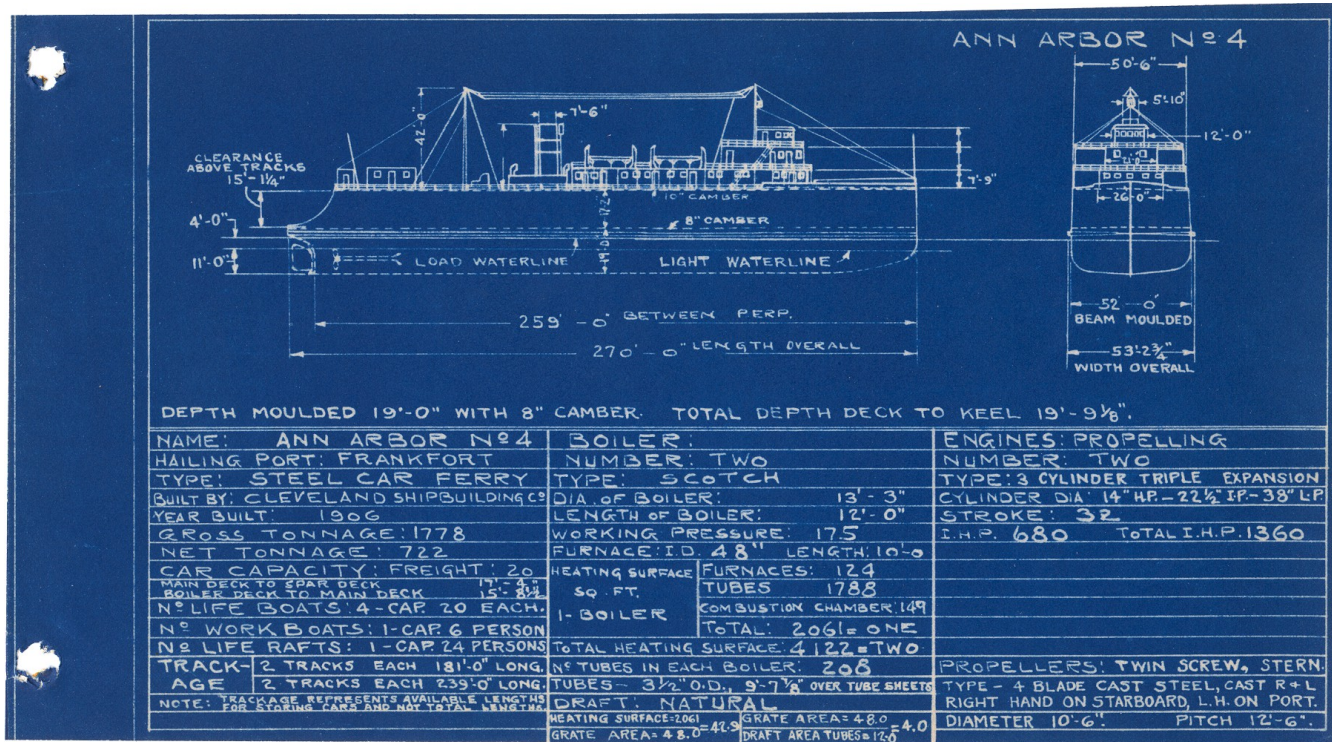 ANN ARBOR Nº 4
50'-6"
5'-10"
12'-0"
26'-0"
52'-0"
BEAM MOULDED
53'-2¾"
WIDTH OVERALL
7'-6"
42'-0"
CLEARANCE
ABOVE TRACKS
15'-1¼"
7'-9"
10" CAMBER
17'-2"
4'-0"
8" CAMBER
11'-0"
LOAD WATERLINE
19'-0"
LIGHT WATERLINE
259'-0" BETWEEN PERP.
270'-0" LENGTH OVERALL
DEPTH MOULDED 19'-0" WITH 8" CAMBER. TOTAL DEPTH DECK TO KEEL 19'-9⅛".
NAME: ANN ARBOR Nº 4
HAILING PORT: FRANKFORT
TYPE: STEEL CAR FERRY
BUILT BY: CLEVELAND SHIPBUILDING Cº
YEAR BUILT: 1906
GROSS TONNAGE: 1778
NET TONNAGE: 722
CAR CAPACITY: FREIGHT: 20
MAIN DECK TO SPAR DECK 17'-4"
BOILER DECK TO MAIN DECK 15'-8½"
Nº LIFE BOATS: 4-CAP. 20 EACH.
Nº WORK BOATS: 1-CAP. 6 PERSON
Nº LIFE RAFTS: 1-CAP. 24 PERSONS
TRACK-
AGE
2 TRACKS EACH 181'-0" LONG.
2 TRACKS EACH 239'-0" LONG.
NOTE: TRACKAGE REPRESENTS AVAILABLE LENGTHS
FOR STORING CARS AND NOT TOTAL LENGTHS.
BOILER:
NUMBER: TWO
TYPE: SCOTCH
DIA. OF BOILER: 13'-3"
LENGTH OF BOILER: 12'-0"
WORKING PRESSURE: 175
FURNACE: I.D. 48" LENGTH: 10'-0
HEATING SURFACE
SQ. FT.
1-BOILER
FURNACES: 124
TUBES 1788
COMBUSTION CHAMBER: 149
TOTAL: 2061 = ONE
TOTAL HEATING SURFACE: 4122 = TWO
Nº TUBES IN EACH BOILER: 208
TUBES- 3½" O.D., 9'-7⅞" OVER TUBE SHEETS
DRAFT: NATURAL
HEATING SURFACE=2061
GRATE AREA=48.0
=42.9
GRATE AREA=48.0
DRAFT AREA TUBES=12.0
=4.0
ENGINES: PROPELLING
NUMBER: TWO
TYPE: 3 CYLINDER TRIPLE EXPANSION
CYLINDER DIA: 14" H.P.-22½" I.P.-38" L.P
STROKE: 32
I.H.P. 680 TOTAL I.H.P. 1360
PROPELLERS: TWIN SCREW, STERN.
TYPE-4 BLADE CAST STEEL, CAST R & L
RIGHT HAND ON STARBOARD, L.H. ON PORT.
DIAMETER 10'-6". PITCH 12'-6".